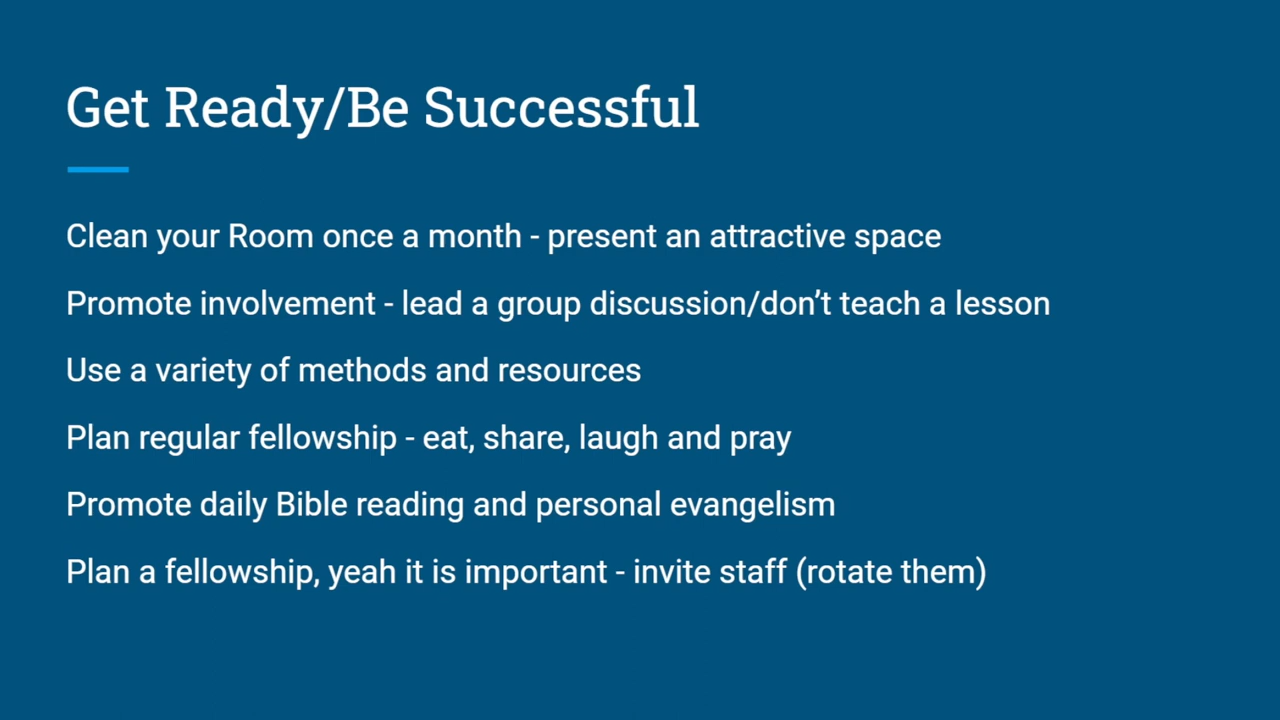 Get Ready/Be Successful
Clean your Room once a month - present an attractive space
Promote involvement - lead a group discussion/don’t teach a lesson
Use a variety of methods and resources
Plan regular fellowship - eat, share, laugh and pray
Promote daily Bible reading and personal evangelism
Plan a fellowship, yeah it is important - invite staff (rotate them)